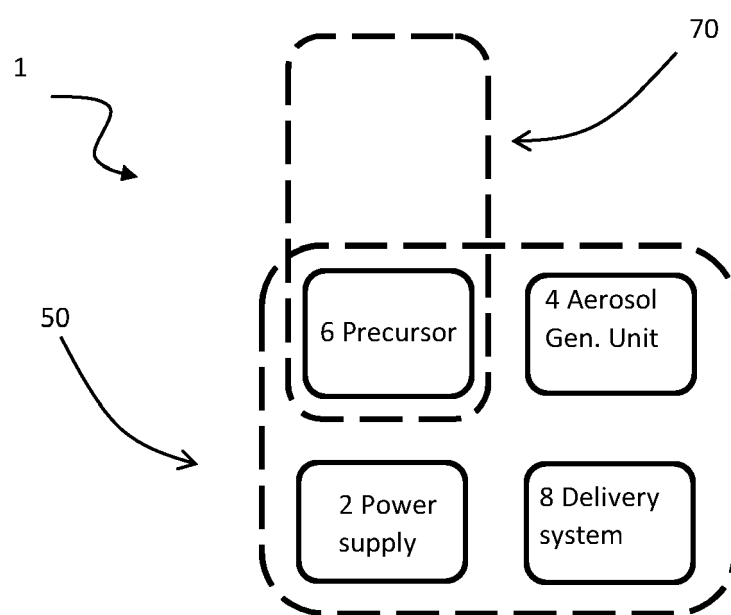 70
1
6 Precursor
4 Aerosol
Gen. Unit
50
2 Power
supply
8 Delivery
system